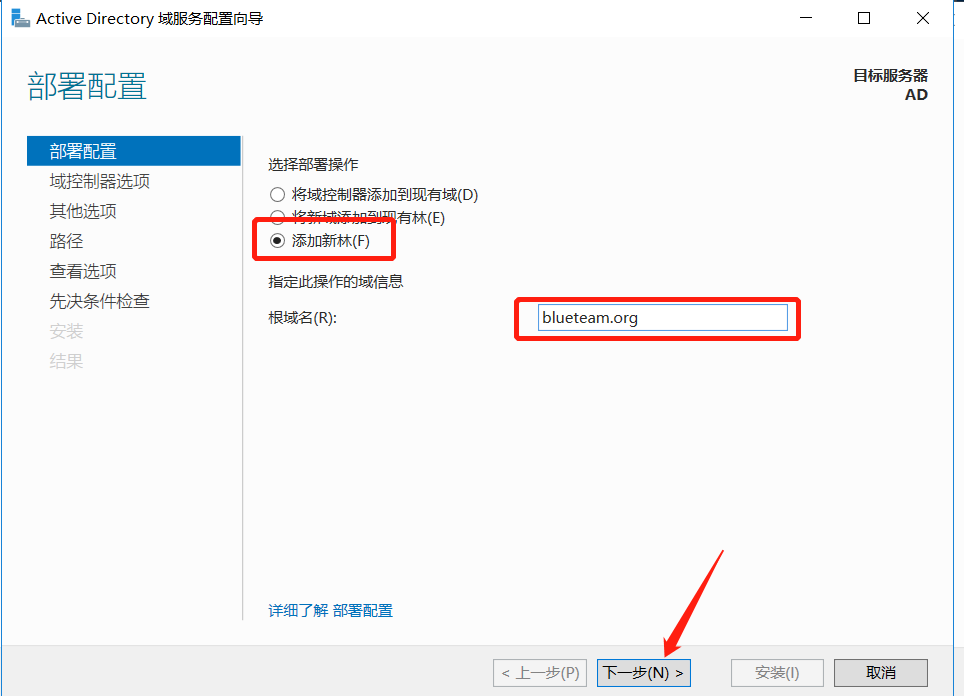 Active Directory 域服务配置向导
部署配置
目标服务器
AD
部署配置
域控制器选项
其他选项
路径
查看选项
先决条件检查
安装
结果
选择部署操作
将域控制器添加到现有域(D)
将新域添加到现有林(E)
添加新林(F)
指定此操作的域信息
根域名(R):
blueteam.org
详细了解 部署配置
< 上一步(P)
下一步(N) >
安装(I)
取消